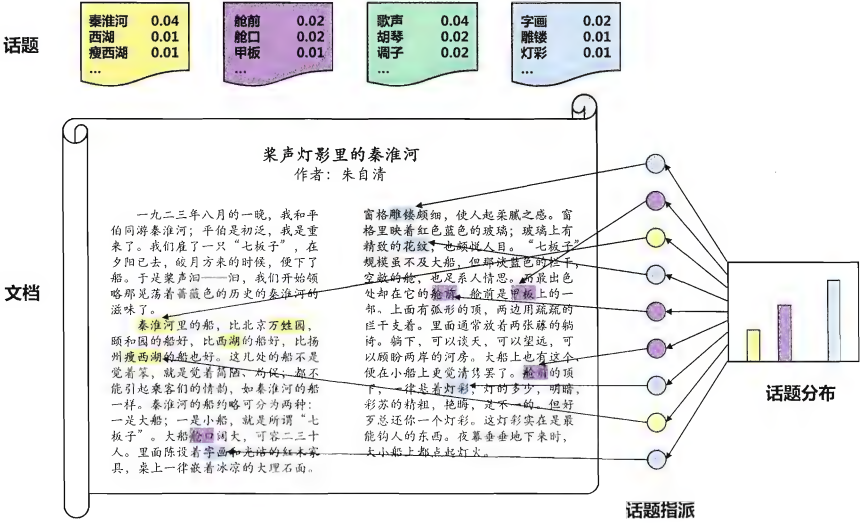 话题
秦淮河 0.04
西湖 0.01
瘦西湖 0.01
...
舱前 0.02
舱口 0.02
甲板 0.01
...
歌声 0.04
胡琴 0.02
调子 0.02
...
字画 0.02
雕镂 0.01
灯彩 0.01
...
文档
桨声灯影里的秦淮河
作者：朱自清
一九二三年八月的一晚，我和平
伯同游秦淮河；平伯是初泛，我是重
来了。我们雇了一只“七板子”，在
夕阳已去，皎月方来的时候，便下了
船。于是桨声汩——汩，我们开始领
略那晃荡着蔷薇色的历史的秦淮河的
滋味了。
秦淮河里的船，比北京万姓园，
颐和园的船好，比西湖的船好，比扬
州瘦西湖的船也好。这几处的船不是
觉着笨，就是觉着简陋、局促；都不
能引起乘客们的情韵，如秦淮河的船
一样。秦淮河的船约略可分为两种：
一是大船；一是小船，就是所谓“七
板子”。大船舱口阔大，可容二三十
人。里面陈设着字画和光洁的红木家
具，桌上一律嵌着冰凉的大理石面。
窗格雕镂颇细，使人起柔腻之感。窗
格里映着红色蓝色的玻璃；玻璃上有
精致的花纹，也颇悦人目。“七板子”
规模虽不及大船，但那淡蓝色的栏干，
空敞的舱，也足系人情思。而最出色
处却在它的舱前。舱前是甲板上的一
部。上面有弧形的顶，两边用疏疏的
栏干支着。里面通常放着两张藤的躺
椅。躺下，可以谈天，可以望远，可
以顾盼两岸的河房。大船上也有这个，
便在小船上更觉清隽罢了。舱前的顶
下，一律悬着灯彩；灯的多少，明暗，
彩苏的精粗，艳晦，是不一的。但好
歹总还你一个灯彩。这灯彩实在是最
能钩人的东西。夜幕垂垂地下来时，
大小船上都点起灯火。
话题分布
话题指派